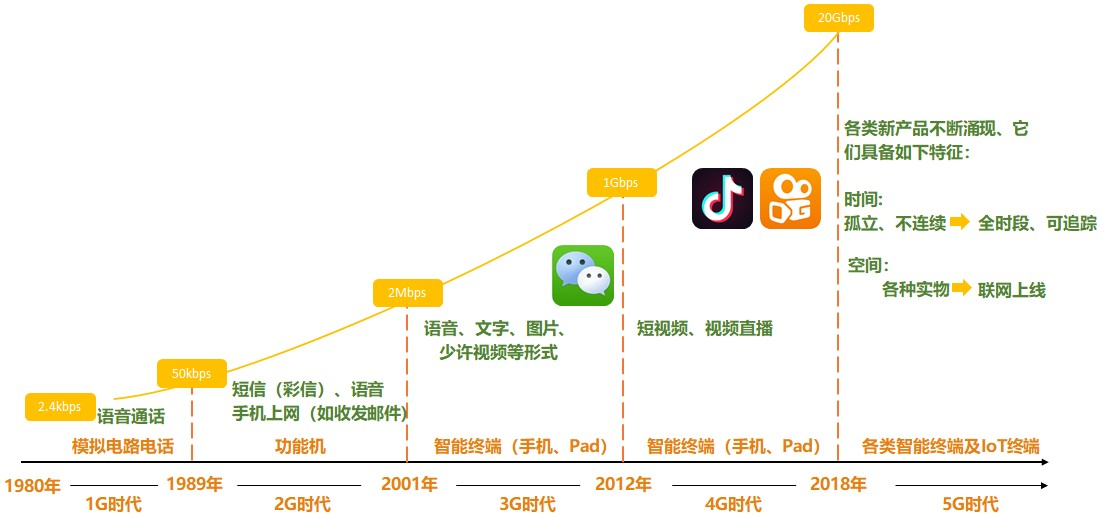 20Gbps
各类新产品不断涌现、它
们具备如下特征：
1Gbps
时间:
孤立、不连续 全时段、可追踪
空间：
各种实物 联网上线
2Mbps
语音、文字、图片、
少许视频等形式
短视频、视频直播
50kbps
短信（彩信）、语音
手机上网（如收发邮件)
2.4kbps
语音通话
模拟电路电话 功能机 智能终端（手机、Pad） 智能终端（手机、Pad） 各类智能终端及IoT终端
1980年 1989年 2001年 2012年 2018年
1G时代 2G时代 3G时代 4G时代 5G时代